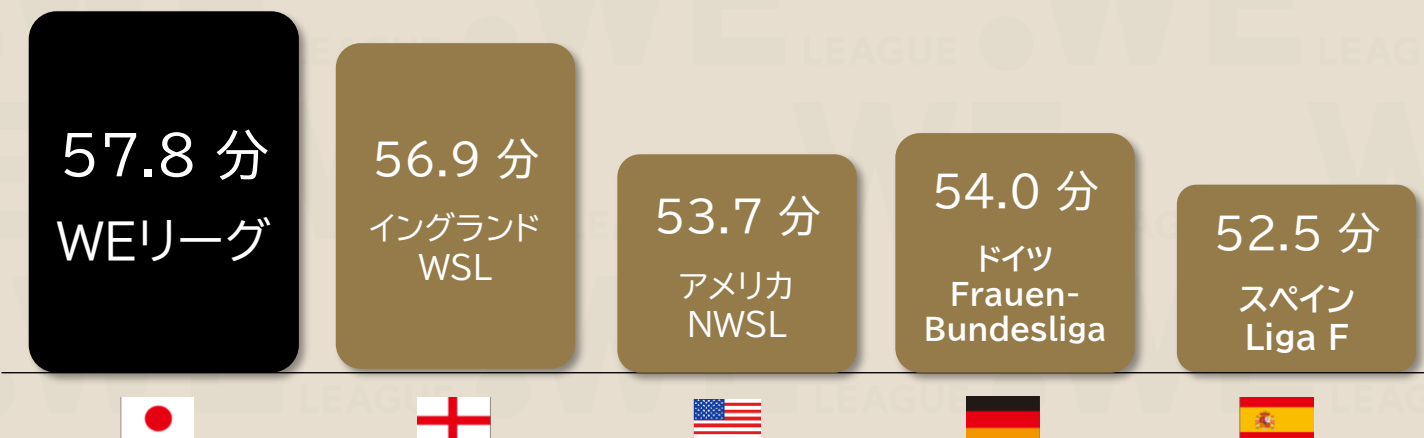 57.8 分
WEリーグ
56.9 分
イングランド
WSL
53.7 分
アメリカ
NWSL
54.0 分
ドイツ
Frauen-
Bundesliga
52.5 分
スペイン
Liga F